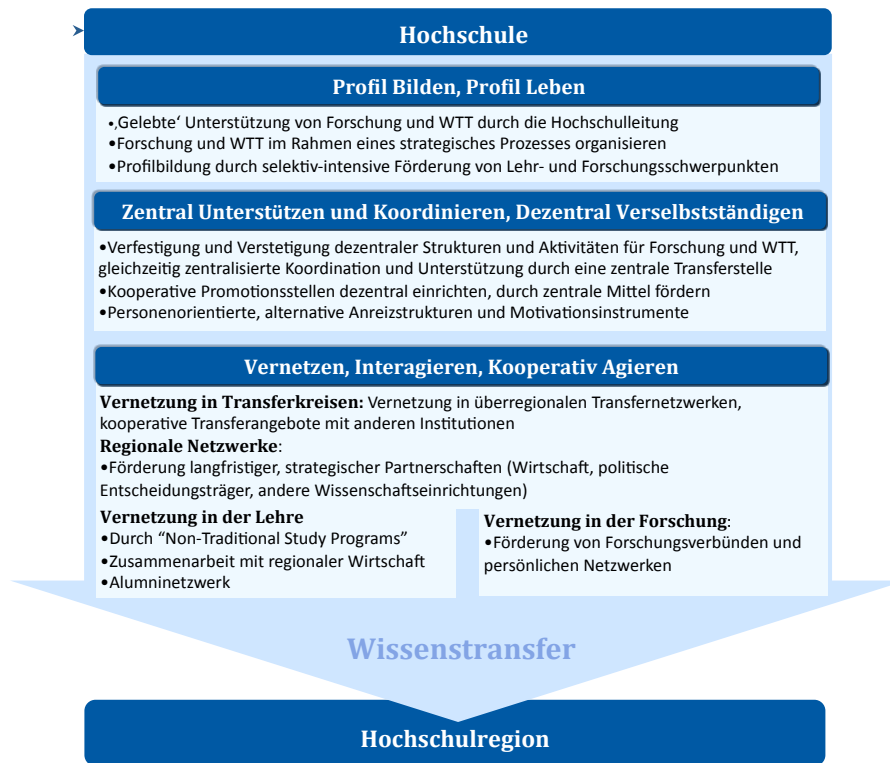 ➢
Hochschule
Profil Bilden, Profil Leben
•‚Gelebte‘ Unterstützung von Forschung und WTT durch die Hochschulleitung
•Forschung und WTT im Rahmen eines strategisches Prozesses organisieren
•Profilbildung durch selektiv-intensive Förderung von Lehr- und Forschungsschwerpunkten
Zentral Unterstützen und Koordinieren, Dezentral Verselbstständigen
•Verfestigung und Verstetigung dezentraler Strukturen und Aktivitäten für Forschung und WTT,
gleichzeitig zentralisierte Koordination und Unterstützung durch eine zentrale Transferstelle
•Kooperative Promotionsstellen dezentral einrichten, durch zentrale Mittel fördern
•Personenorientierte, alternative Anreizstrukturen und Motivationsinstrumente
Vernetzen, Interagieren, Kooperativ Agieren
Vernetzung in Transferkreisen: Vernetzung in überregionalen Transfernetzwerken,
kooperative Transferangebote mit anderen Institutionen
Regionale Netzwerke:
•Förderung langfristiger, strategischer Partnerschaften (Wirtschaft, politische
Entscheidungsträger, andere Wissenschaftseinrichtungen)
Vernetzung in der Lehre
•Durch “Non-Traditional Study Programs”
•Zusammenarbeit mit regionaler Wirtschaft
•Alumninetzwerk
Vernetzung in der Forschung:
•Förderung von Forschungsverbünden und
persönlichen Netzwerken
Wissenstransfer
Hochschulregion